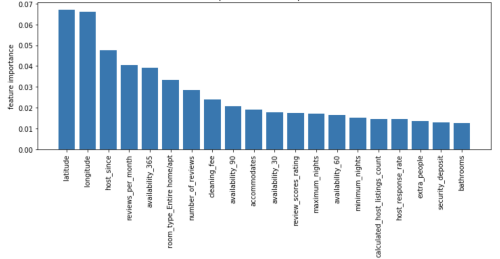 0.07
0.06
0.05
0.04
0.03
0.02
0.01
0.00
feature importance
latitude
longitude
host_since
reviews_per_month
availability_365
room_type_Entire home/apt
number_of_reviews
cleaning_fee
availability_90
accommodates
availability_30
review_scores_rating
maximum_nights
availability_60
minimum_nights
calculated_host_listings_count
host_response_rate
extra_people
security_deposit
bathrooms